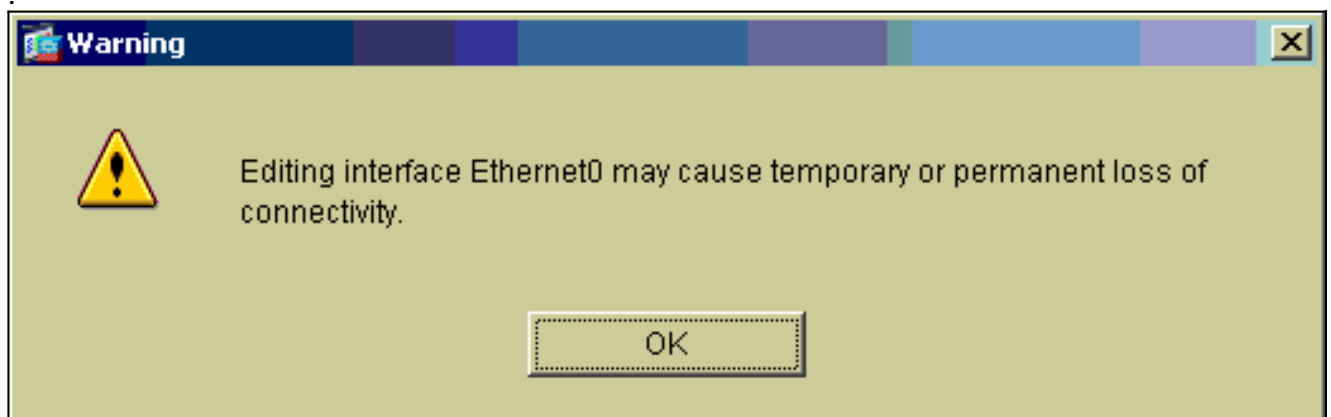 Warning
Editing interface Ethernet0 may cause temporary or permanent loss of
connectivity.
OK